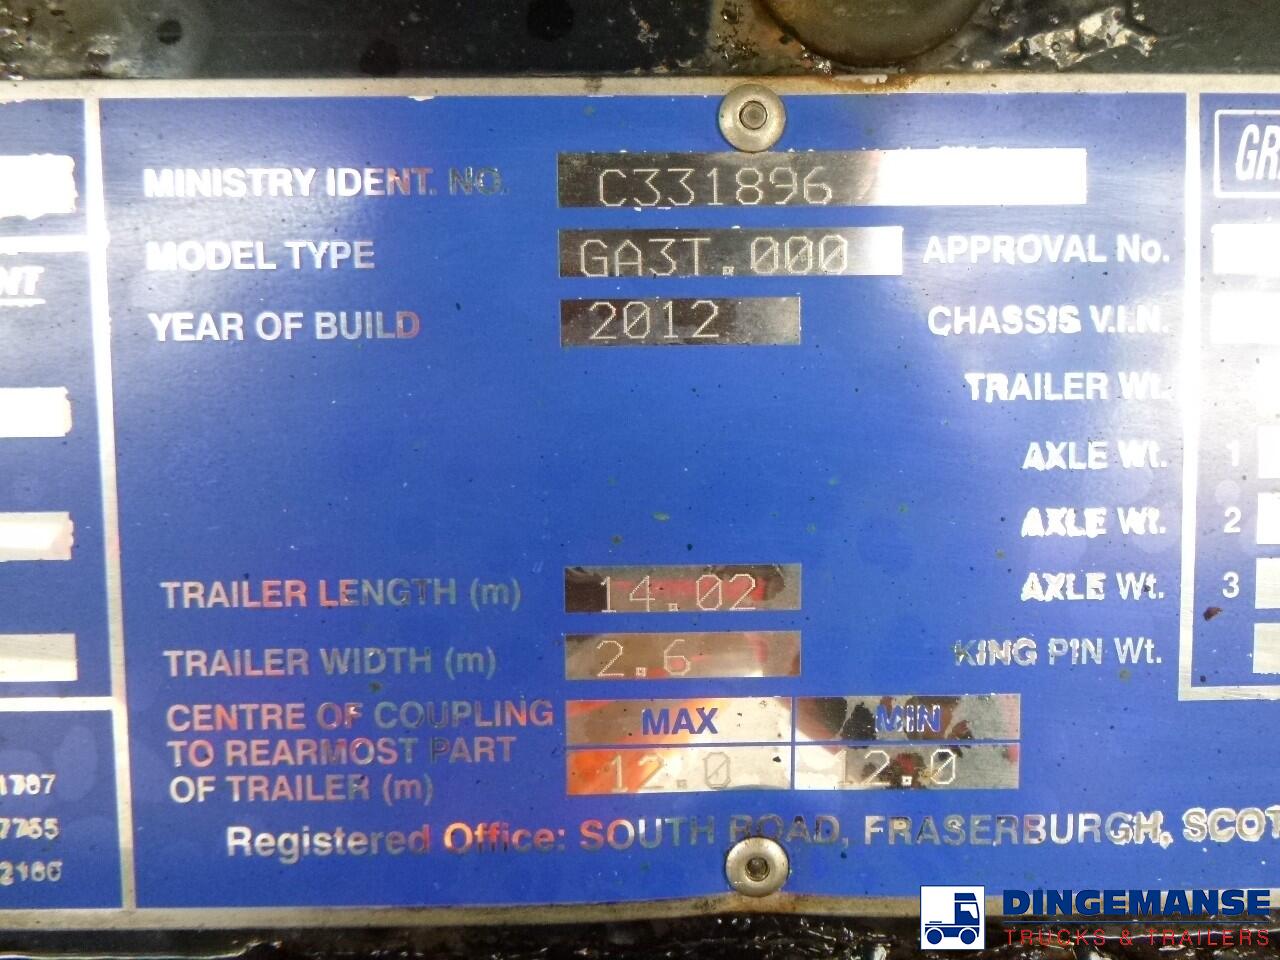 MINISTRY IDENT. NO. C331896
MODEL TYPE GA3T.000 APPROVAL No.
YEAR OF BUILD 2012 CHASSIS V.I.N.
TRAILER Wt.
AXLE Wt. 1
AXLE Wt. 2
TRAILER LENGTH (m) 14.02 AXLE Wt. 3
TRAILER WIDTH (m) 2.6 KING PIN Wt.
CENTRE OF COUPLING MAX MIN
TO REARMOST PART
OF TRAILER (m) 12.0 12.0
Registered Office: SOUTH ROAD, FRASERBURGH,
DINGEMANSE
TRUCKS & TRAILERS